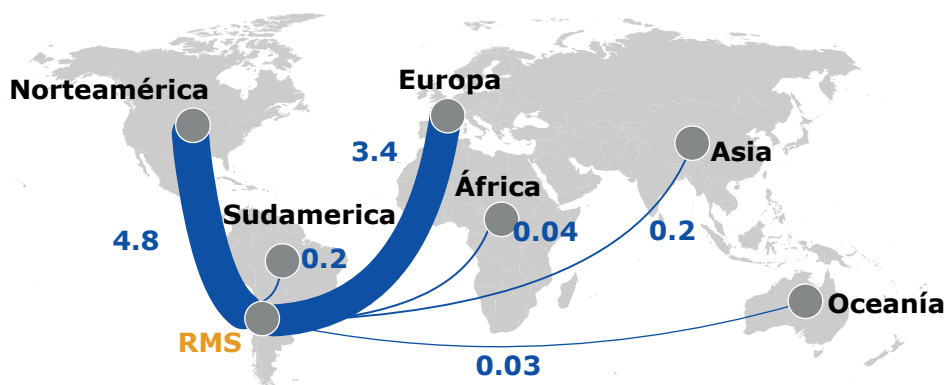 Europa
Norteamérica
3.4
Asia
África
Sudamerica
0.04
0.2
4.8
0.2
Oceanía
RMS
0.03